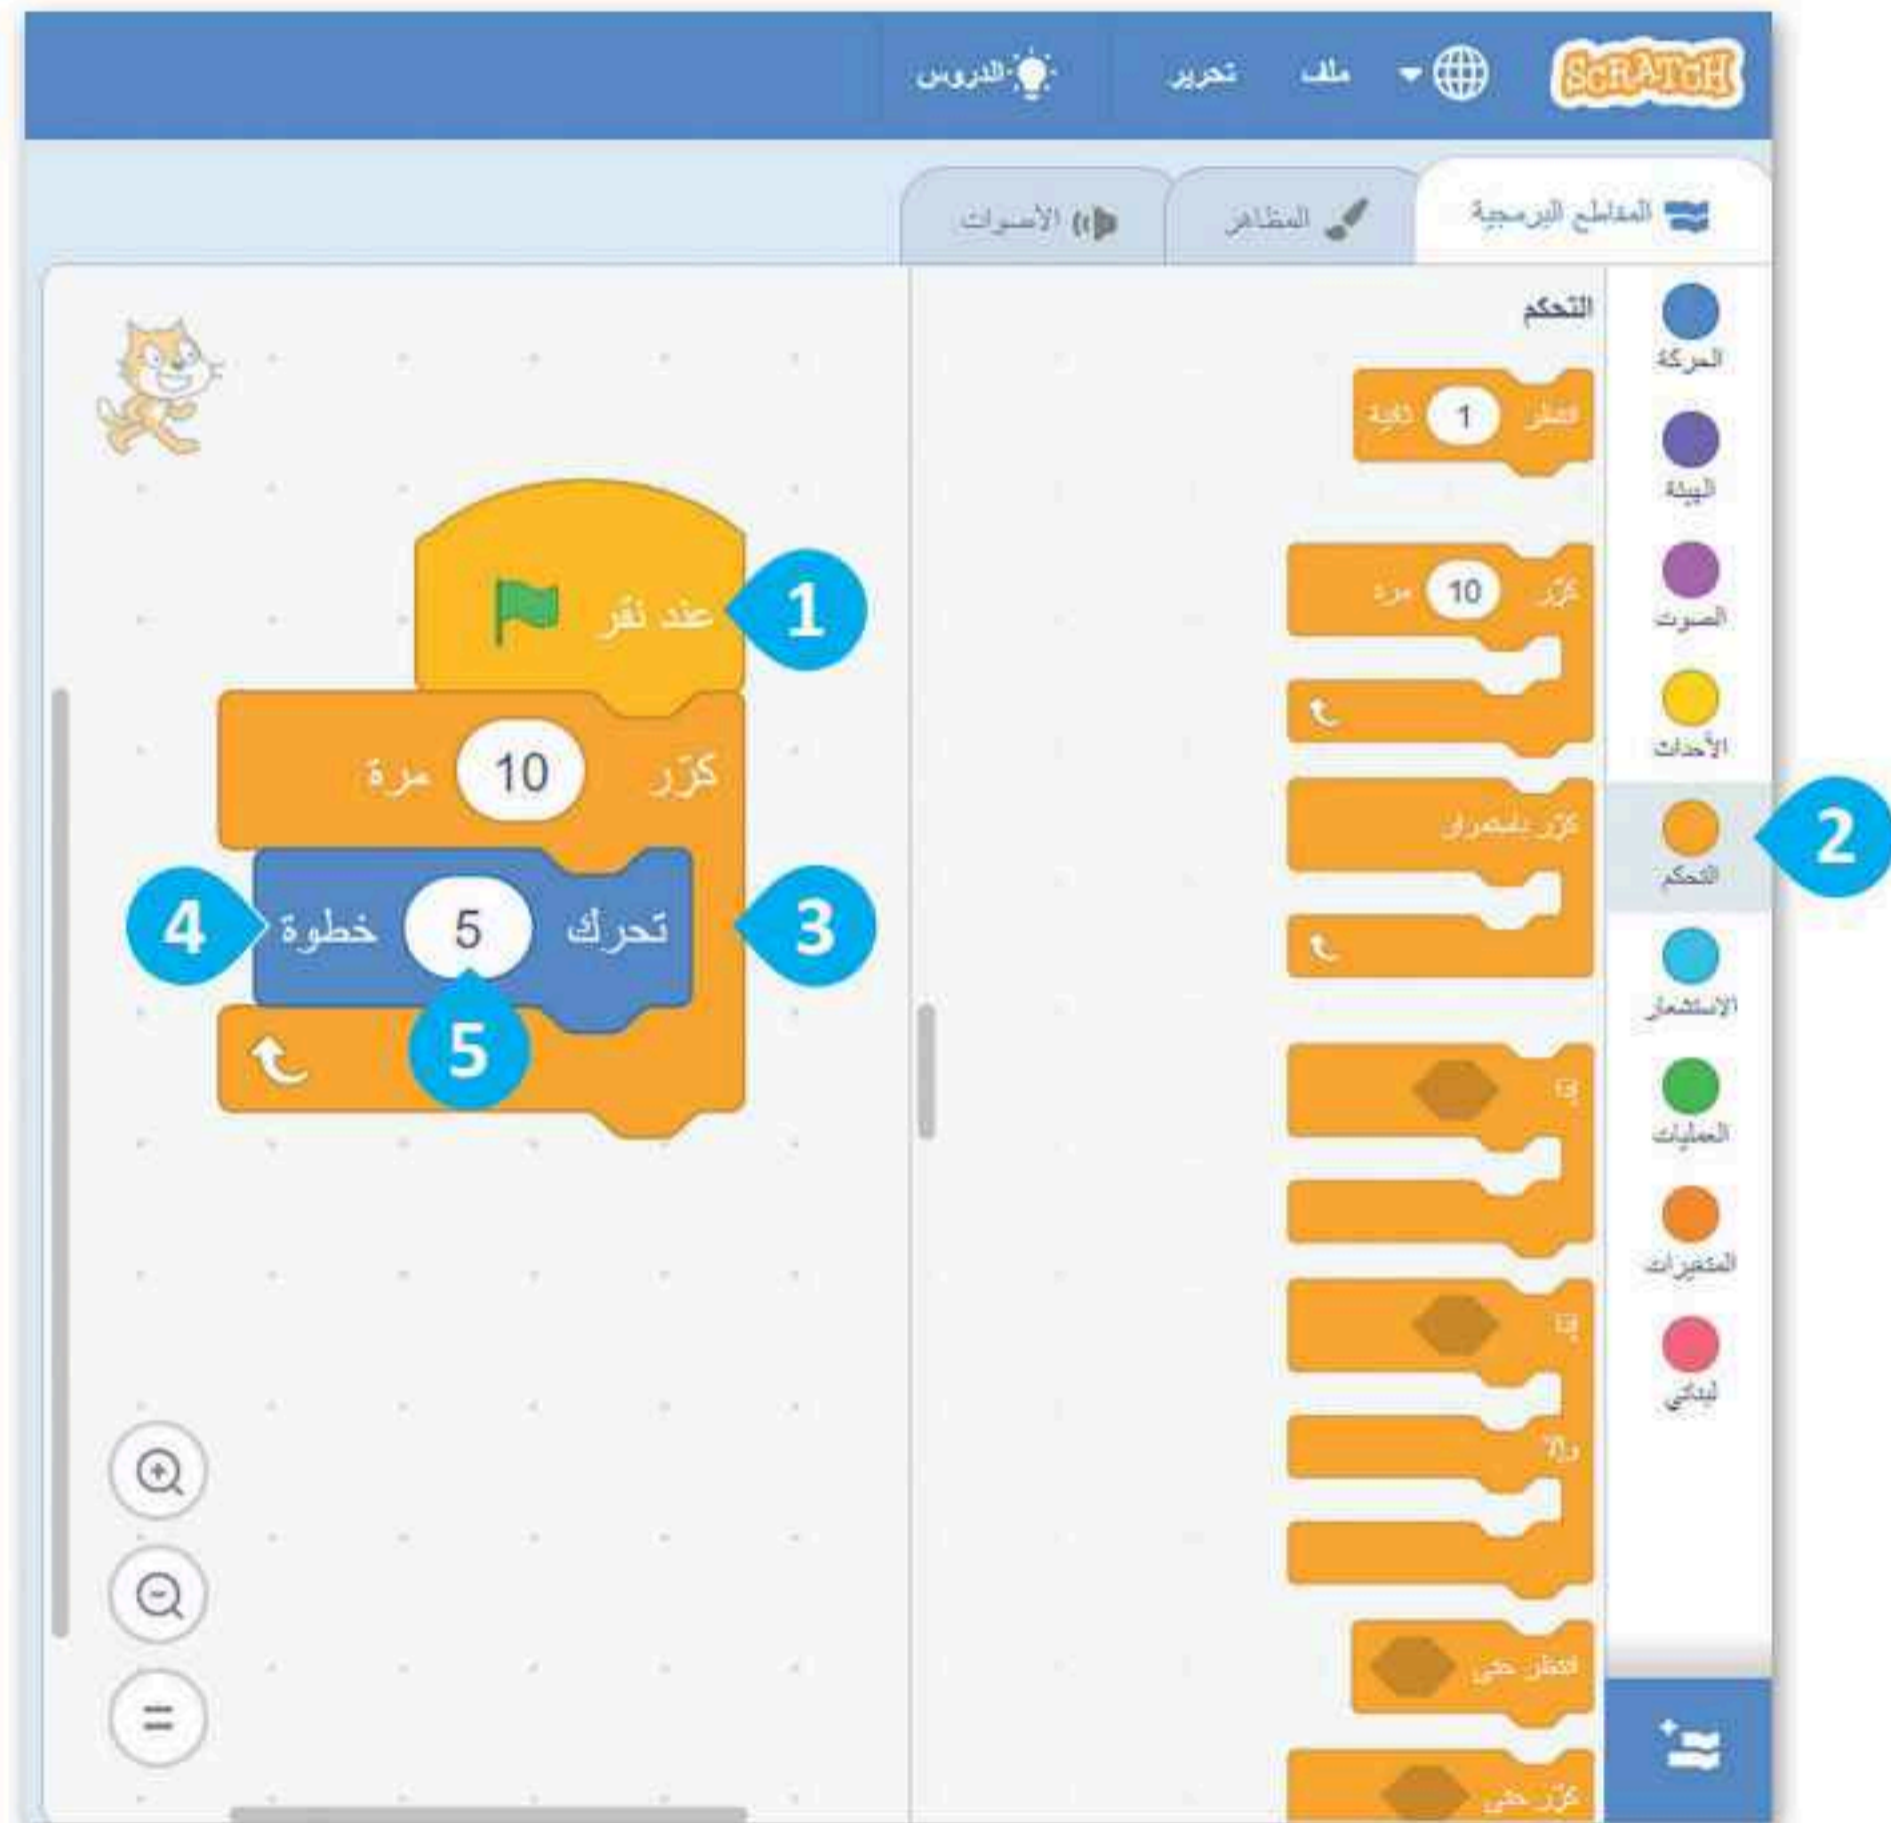 SCRATCH
ملف
تحرير
الدروس
المقاطع البرمجية
المظاهر
الأصوات
الحركة
الهيئة
الصوت
الأحداث
التحكم
2
الاستشعار
العمليات
المتغيرات
لبناتي
التحكم
انتظر 1 ثانية
كرّر 10 مرة
كرّر باستمرار
إذا
إذا
وإلا
انتظر حتى
كرّر حتى
عند نقر
1
كرّر 10 مرة
3
تحرك 5 خطوة
4
5